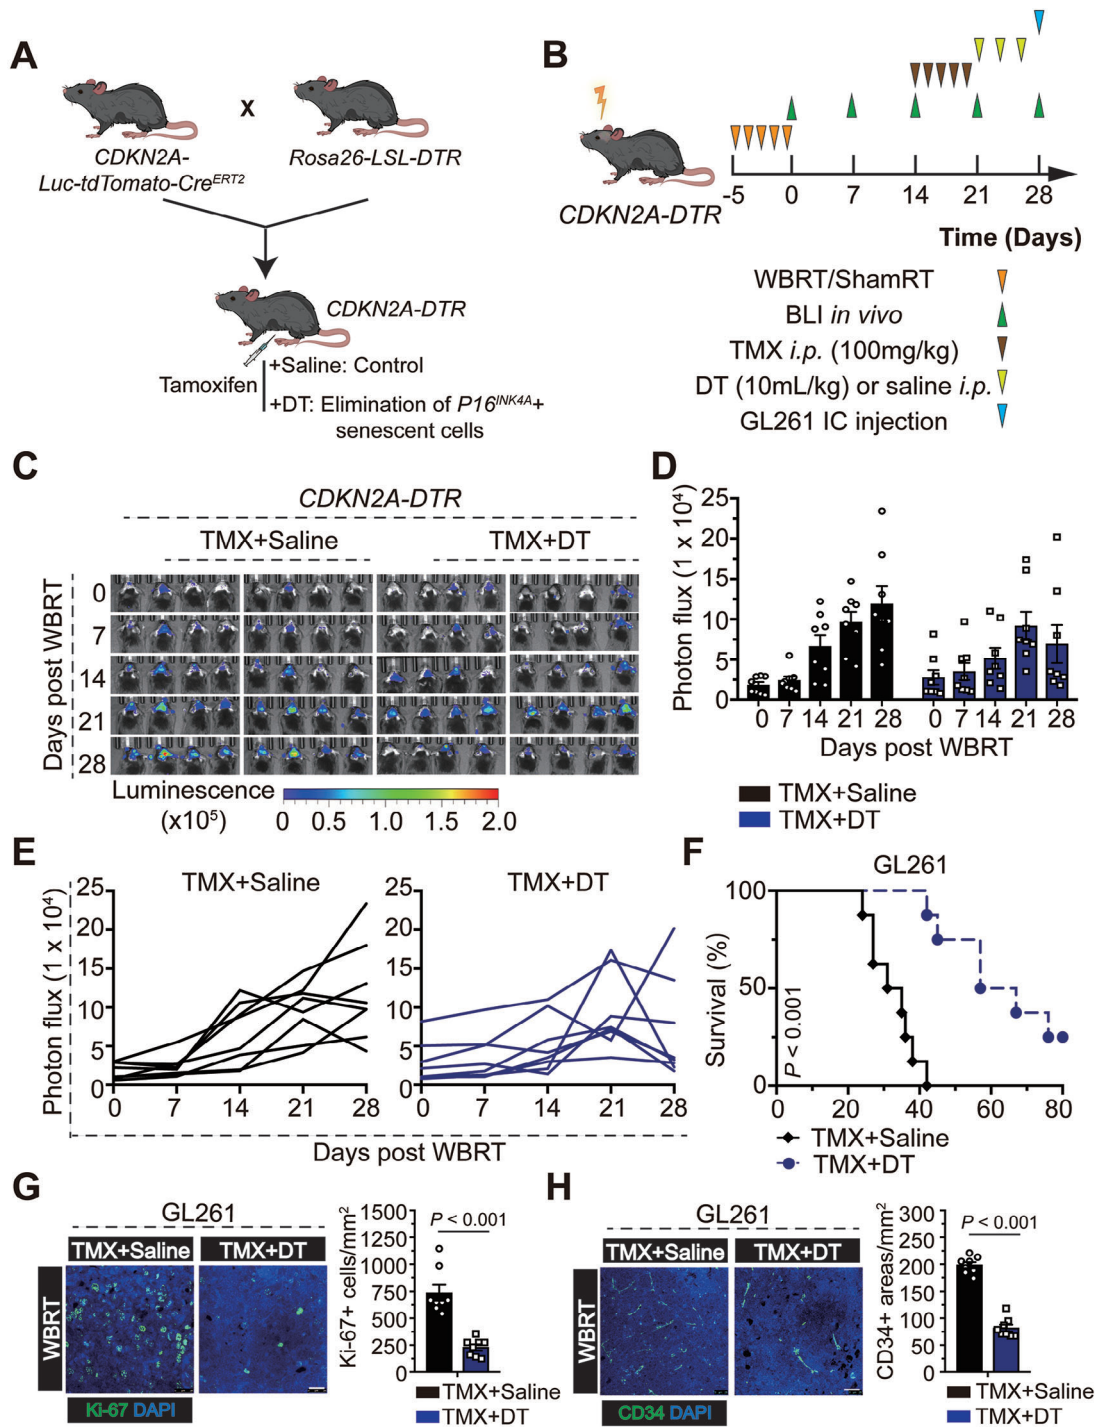 A
CDKN2A-
Luc-tdTomato-CreERT2
x
Rosa26-LSL-DTR
CDKN2A-DTR
Tamoxifen
+Saline: Control
+DT: Elimination of P16INK4A+
senescent cells
B
CDKN2A-DTR
-5 0 7 14 21 28
Time (Days)
WBRT/ShamRT
BLI in vivo
TMX i.p. (100mg/kg)
DT (10mL/kg) or saline i.p.
GL261 IC injection
C
CDKN2A-DTR
TMX+Saline TMX+DT
Days post WBRT
0
7
14
21
28
Luminescence
(x10⁵)
0 0.5 1.0 1.5 2.0
D
Photon flux (1 x 10⁴)
25
20
15
10
5
0
0 7 14 21 28 0 7 14 21 28
Days post WBRT
TMX+Saline
TMX+DT
E
TMX+Saline TMX+DT
Photon flux (1 x 10⁴)
25
20
15
10
5
0
0 7 14 21 28
25
20
15
10
5
0
0 7 14 21 28
Days post WBRT
F
GL261
Survival (%)
100
50
0
P < 0.001
0 20 40 60 80
TMX+Saline
TMX+DT
G
GL261
TMX+Saline TMX+DT
WBRT
Ki-67 DAPI
Ki-67+ cells/mm²
1500
1250
1000
750
500
250
0
P < 0.001
TMX+Saline
TMX+DT
H
GL261
TMX+Saline TMX+DT
WBRT
CD34 DAPI
CD34+ areas/mm²
300
250
200
150
100
50
0
P < 0.001
TMX+Saline
TMX+DT